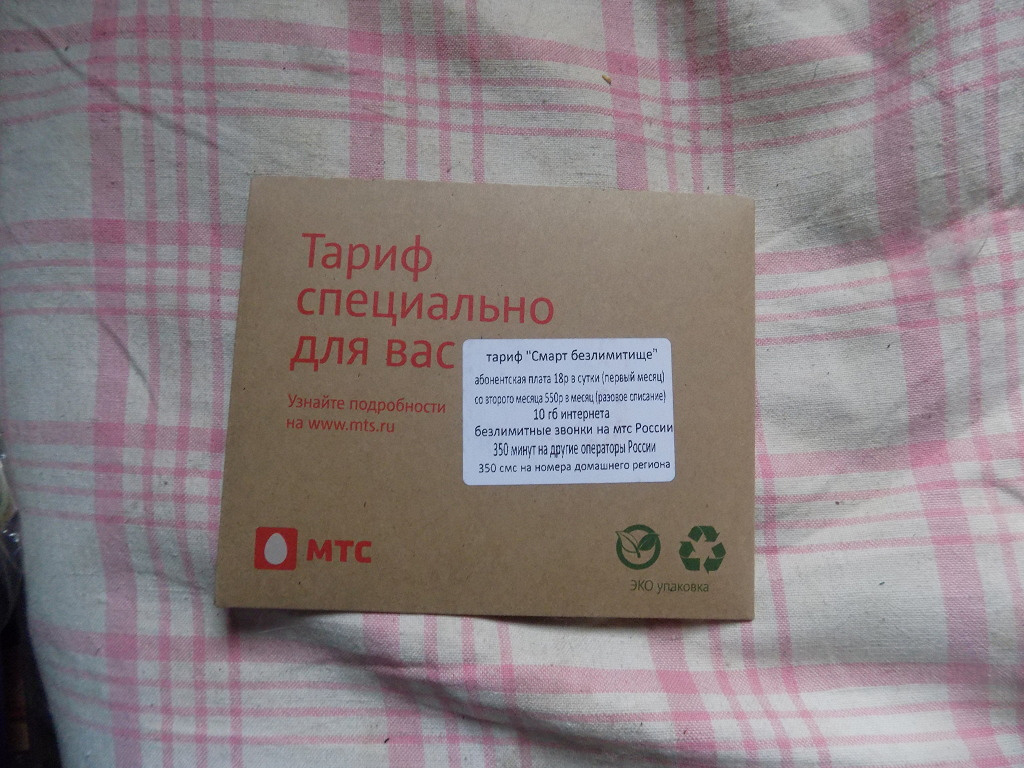 Тариф
специально
для вас
Узнайте подробности
на www.mts.ru
тариф "Смарт безлимитище"
абонентская плата 18р в сутки (первый месяц)
со второго месяца 550р в месяц (разовое списание)
10 гб интернета
безлимитные звонки на мтс России
350 минут на другие операторы России
350 смс на номера домашнего региона
МТС
ЭКО упаковка